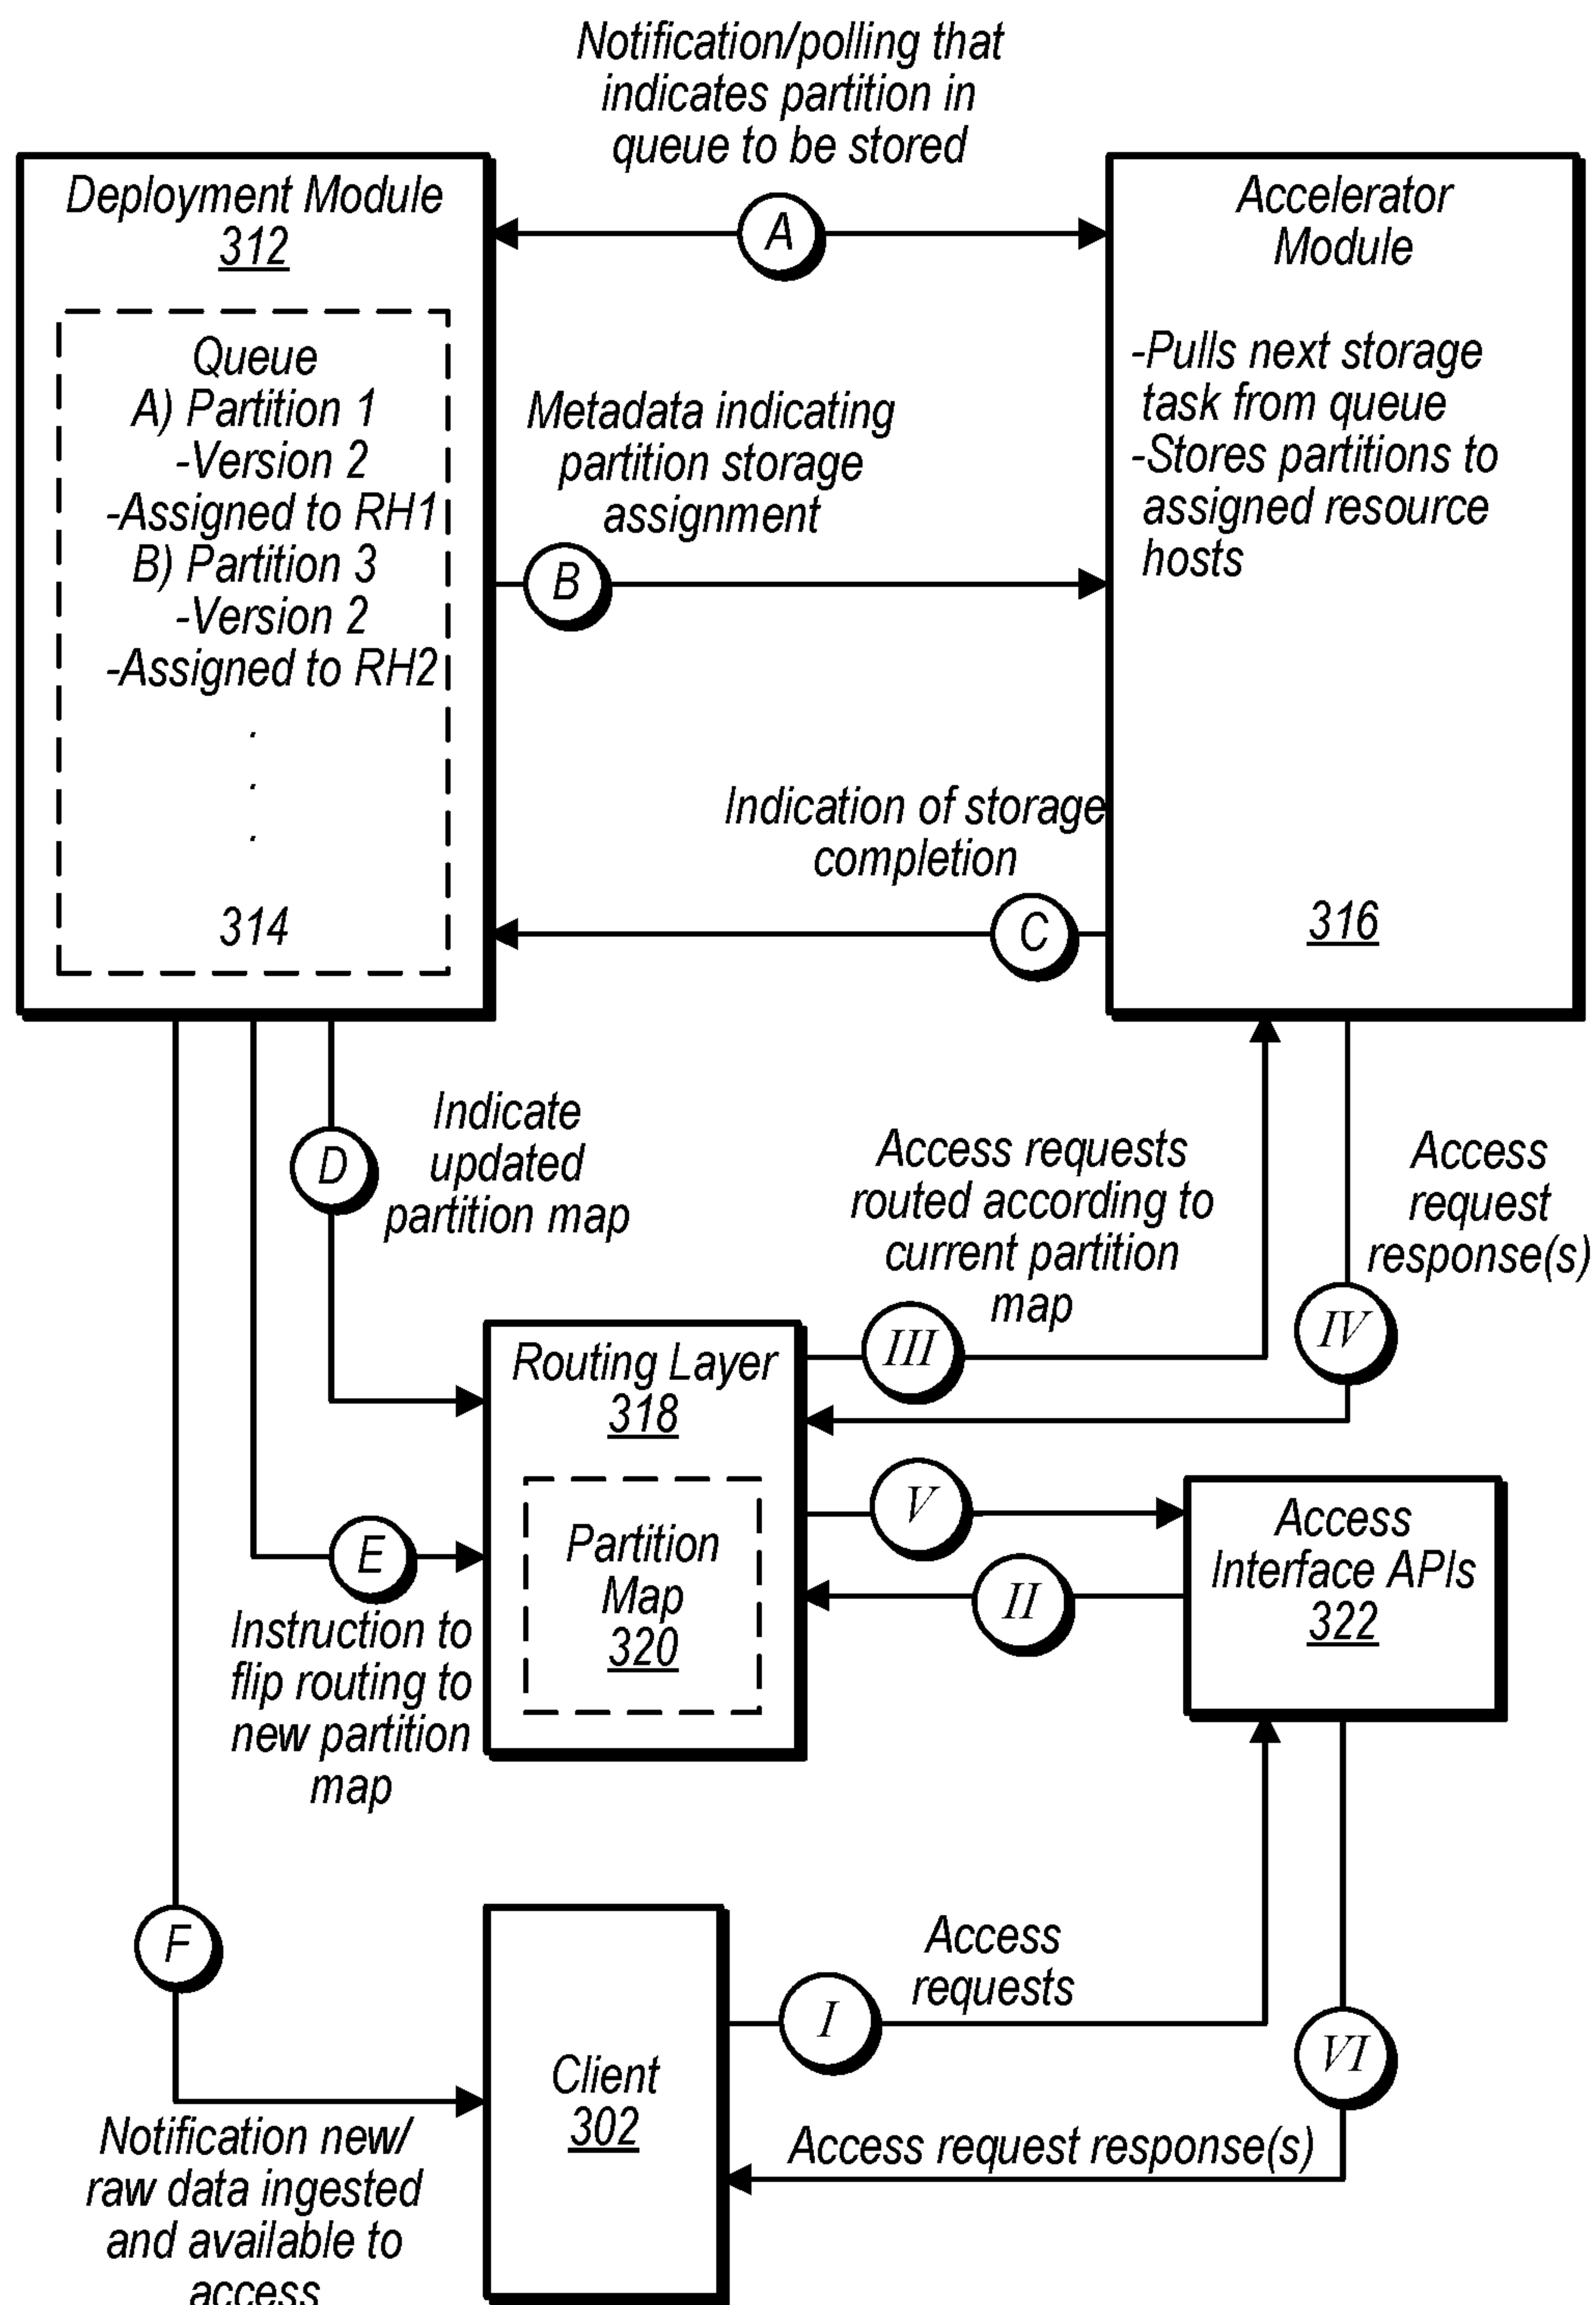 Notification/polling that
indicates partition in
queue to be stored
Deployment Module
312
A
Accelerator
Module
Queue
A) Partition 1
-Version 2
-Assigned to RH1
B) Partition 3
-Version 2
-Assigned to RH2
.
.
.
314
Metadata indicating
partition storage
assignment
B
-Pulls next storage
task from queue
-Stores partitions to
assigned resource
hosts
Indication of storage
completion
C
316
D
Indicate
updated
partition map
Access requests
routed according to
current partition
map
III
Access
request
response(s)
IV
Routing Layer
318
Partition
Map
320
V
II
Access
Interface APIs
322
E
Instruction to
flip routing to
new partition
map
F
Notification new/
raw data ingested
and available to
access
Client
302
Access
requests
I
VI
Access request response(s)